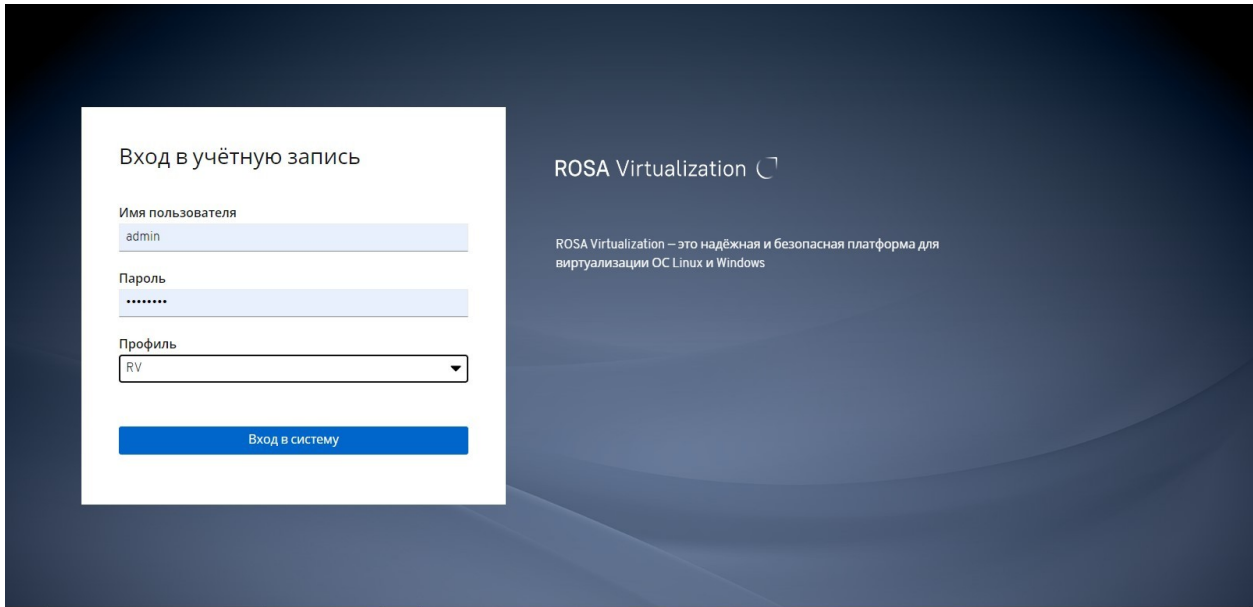 Вход в учётную запись
Имя пользователя
admin
Пароль
••••••••
Профиль
RV
Вход в систему
ROSA Virtualization
ROSA Virtualization – это надёжная и безопасная платформа для
виртуализации ОС Linux и Windows